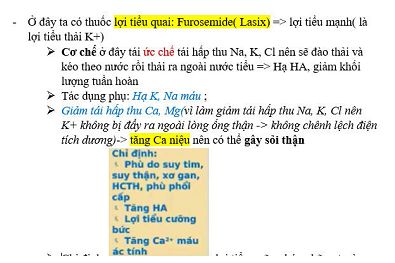 - Ở đây ta có thuốc lợi tiểu quai: Furosemide( Lasix) => lợi tiểu mạnh( là
lợi tiểu thải K+)
➢ Cơ chế ở đây tái ức chế tái hấp thu Na, K, Cl nên sẽ đào thải và
kéo theo nước rồi thải ra ngoài nước tiểu => Hạ HA, giảm khối
lượng tuần hoàn
➢ Tác dụng phụ: Hạ K, Na máu ;
➢ Giảm tái hấp thu Ca, Mg(vì làm giảm tái hấp thu Na, K, Cl nên
K+ không bị đẩy ra ngoài lòng ống thận -> không chênh lệch điện
tích dương)-> tăng Ca niệu nên có thể gây sỏi thận
Chỉ định:
Phù do suy tim,
suy thận, xơ gan,
HCTH, phù phổi
cấp
Tăng HA
Lợi tiểu cưỡng
bức
Tăng Ca²⁺ máu
ác tính